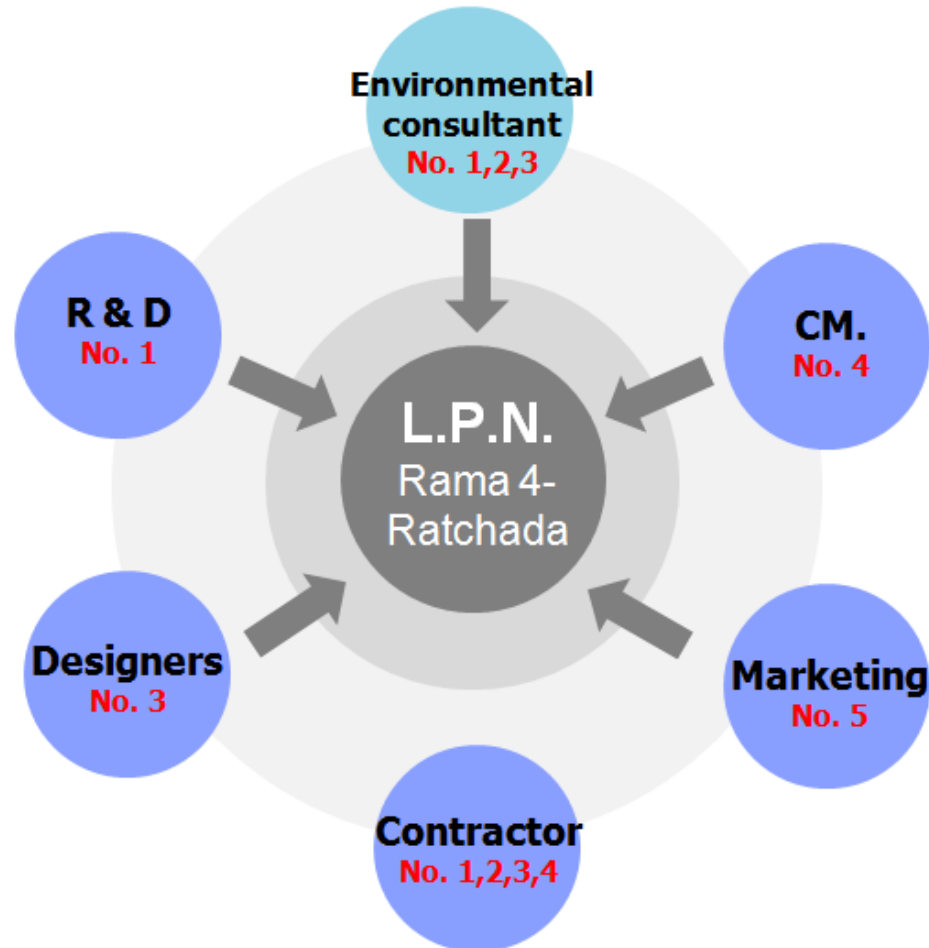 Environmental
consultant
No. 1,2,3
R & D
No. 1
CM.
No. 4
L.P.N.
Rama 4-
Ratchada
Designers
No. 3
Marketing
No. 5
Contractor
No. 1,2,3,4